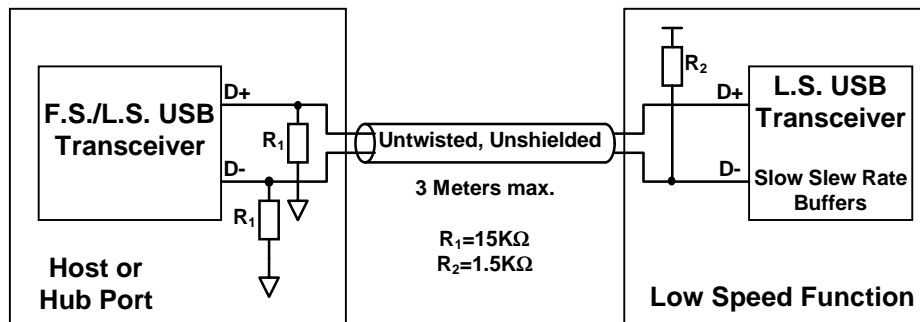 F.S./L.S. USB
Transceiver
D+
D-
R1
R1
Host or
Hub Port
Untwisted, Unshielded
3 Meters max.
R1=15KΩ
R2=1.5KΩ
R2
D+
D-
L.S. USB
Transceiver
Slow Slew Rate
Buffers
Low Speed Function